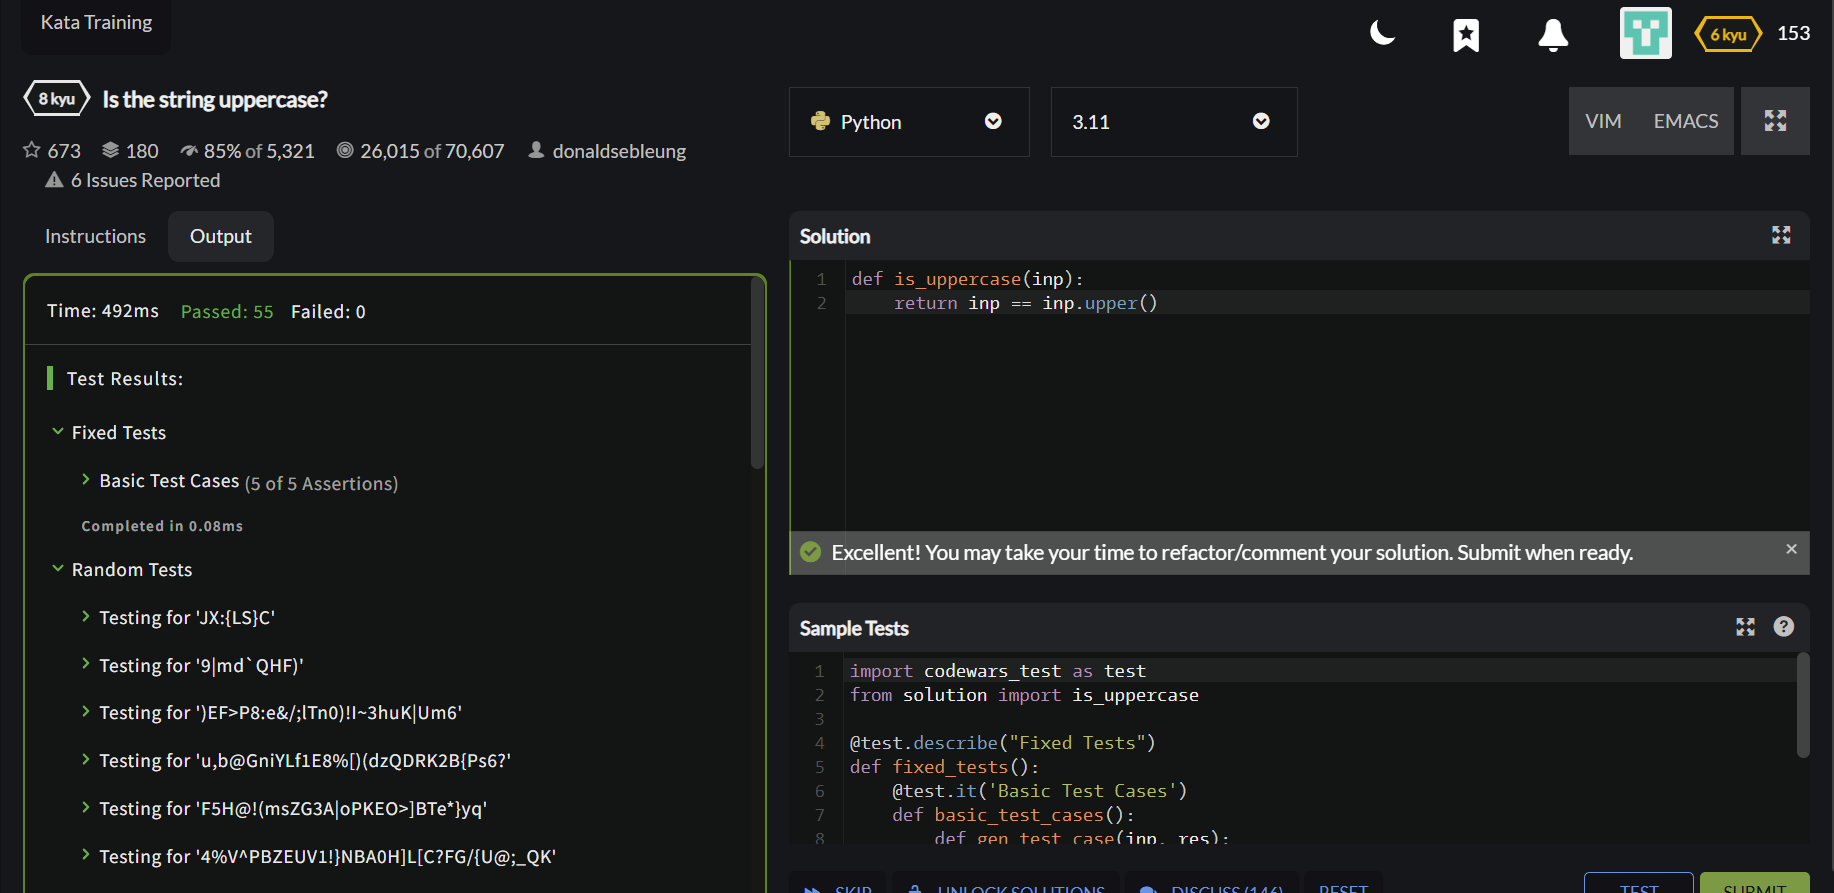 Kata Training
6 kyu 153
8 kyu Is the string uppercase?
673 180 85% of 5,321 26,015 of 70,607 donaldsebleung
6 Issues Reported
Python
3.11
VIM EMACS
Instructions Output
Time: 492ms Passed: 55 Failed: 0
Test Results:
Fixed Tests
Basic Test Cases (5 of 5 Assertions)
Completed in 0.08ms
Random Tests
Testing for 'JX:{LS}C'
Testing for '9|md`QHF)'
Testing for ')EF>P8:e&/;lTn0)!I~3huK|Um6'
Testing for 'u,b@GniYLf1E8%[)(dzQDRK2B{Ps6?'
Testing for 'F5H@!(msZG3A|oPKEO>]BTe*}yq'
Testing for '4%V^PBZEUV1!}NBA0H]L[C?FG/{U@;_QK'
Solution
1 def is_uppercase(inp):
2     return inp == inp.upper()
Excellent! You may take your time to refactor/comment your solution. Submit when ready.
Sample Tests
1 import codewars_test as test
2 from solution import is_uppercase
3
4 @test.describe("Fixed Tests")
5 def fixed_tests():
6     @test.it('Basic Test Cases')
7     def basic_test_cases():
8         def gen_test_case(inp, res):
SKIP UNLOCK SOLUTIONS DISCUSS (146) RESET TEST SUBMIT